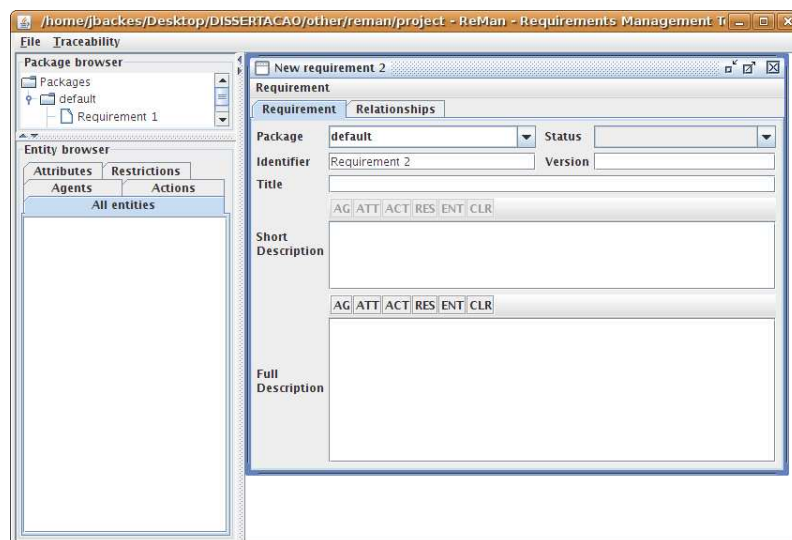 /home/jbackes/Desktop/DISSERTACAO/other/reman/project - ReMan - Requirements Management T
File Traceability
Package browser
Packages
default
Requirement 1
Entity browser
Attributes Restrictions
Agents Actions
All entities
New requirement 2
Requirement
Requirement Relationships
Package default Status
Identifier Requirement 2 Version
Title
AG ATT ACT RES ENT CLR
Short
Description
AG ATT ACT RES ENT CLR
Full
Description